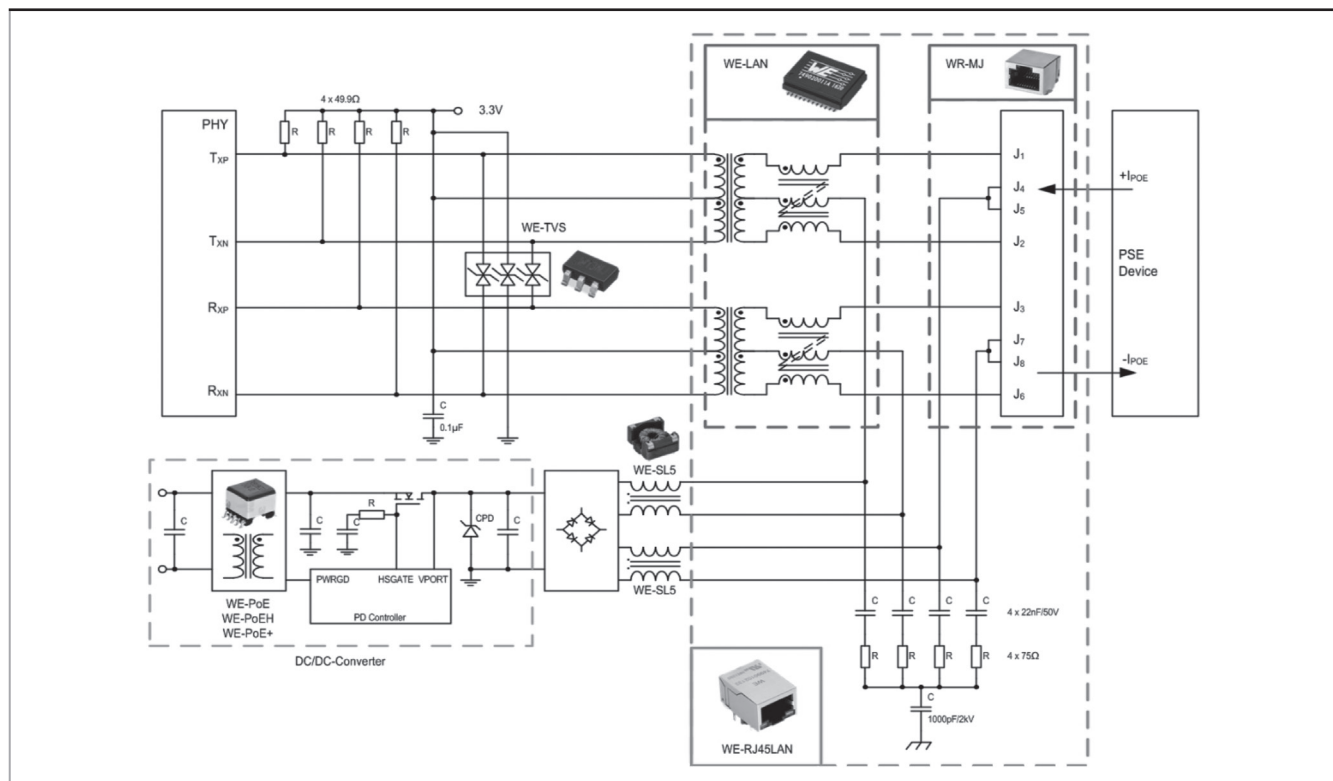 WE-LAN
WR-MJ
4 x 49.9Ω
3.3V
PHY
R
R
R
R
TXP
J1
+IPOE
J4
J5
WE-TVS
TXN
J2
PSE
Device
RXP
J3
J7
J8
-IPOE
RXN
J6
C
0.1µF
WE-SL5
C
R
C
C
CPD
C
PWRGD
HSGATE
VPORT
PD Controller
WE-SL5
WE-PoE
WE-PoEH
WE-PoE+
DC/DC-Converter
C
C
C
C
4 x 22nF/50V
R
R
R
R
4 x 75Ω
C
1000pF/2kV
WE-RJ45LAN